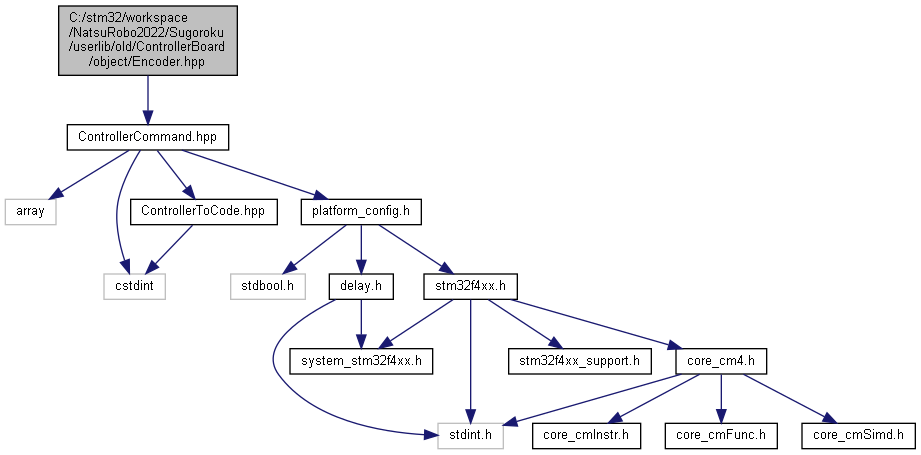 C:/stm32/workspace
/NatsuRobo2022/Sugoroku
/userlib/old/ControllerBoard
/object/Encoder.hpp
ControllerCommand.hpp
array
ControllerToCode.hpp
platform_config.h
cstdint
stdbool.h
delay.h
stm32f4xx.h
system_stm32f4xx.h
stm32f4xx_support.h
core_cm4.h
stdint.h
core_cmInstr.h
core_cmFunc.h
core_cmSimd.h